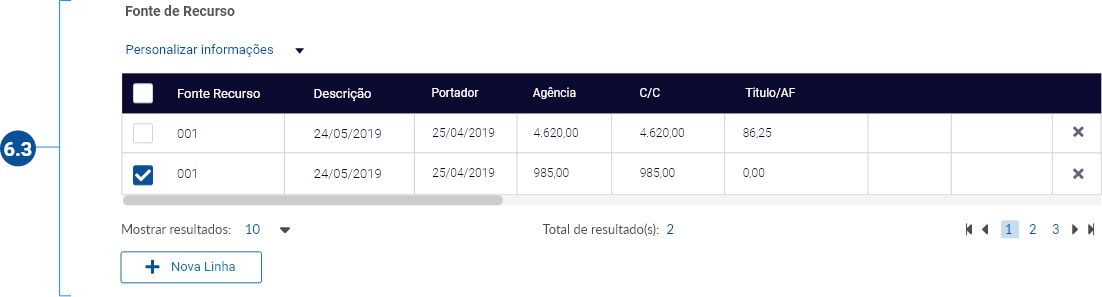 Fonte de Recurso
Personalizar informações
Fonte Recurso Descrição Portador Agência C/C Título/AF
001 24/05/2019 25/04/2019 4.620,00 4.620,00 86,25
6.3
001 24/05/2019 25/04/2019 985,00 985,00 0,00
Mostrar resultados: 10 Total de resultado(s): 2 1 2 3
Nova Linha